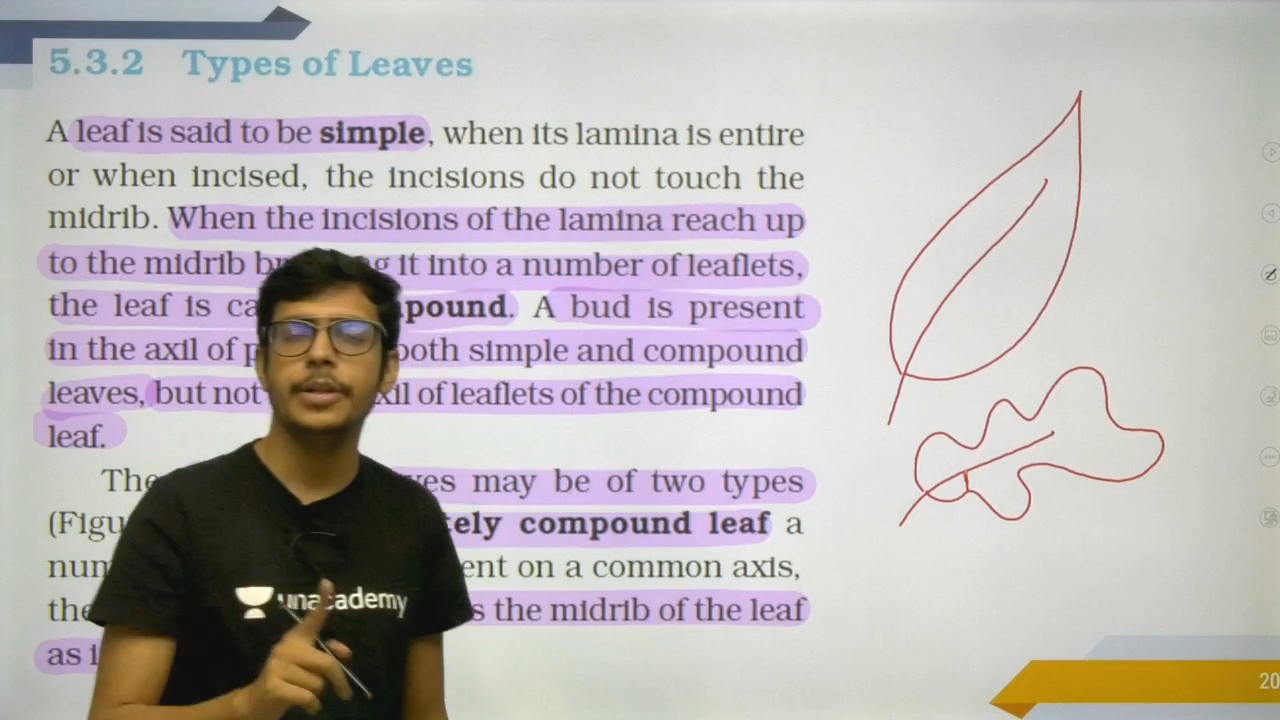 5.3.2 Types of Leaves
A leaf is said to be simple, when its lamina is entire
or when incised, the incisions do not touch the
midrib. When the incisions of the lamina reach up
to the midrib it into a number of leaflets,
the leaf is pound. A bud is present
in the axil of both simple and compound
leaves, but not of leaflets of the compound
leaf.
The may be of two types
compound leaf a
on a common axis,
the midrib of the leaf
as
unacademy
20